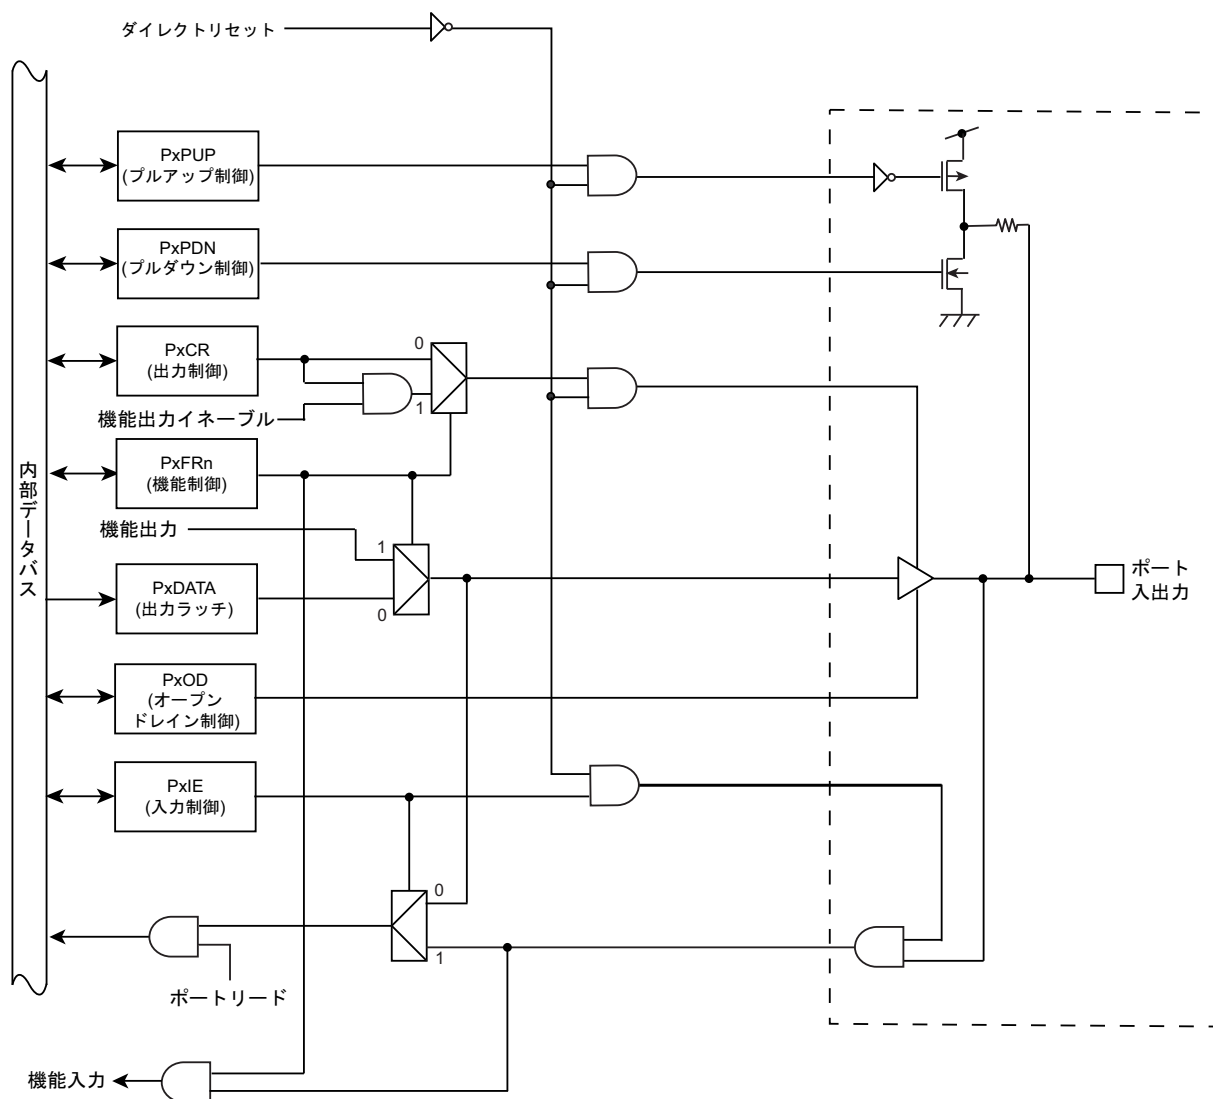 ダイレクトリセット
PxPUP
(プルアップ制御)
PxPDN
(プルダウン制御)
PxCR
(出力制御)
0
1
機能出力イネーブル
PxFRn
(機能制御)
内部データバス
機能出力
1
PxDATA
(出力ラッチ)
0
ポート
入出力
PxOD
(オープン
ドレイン制御)
PxIE
(入力制御)
0
1
ポートリード
機能入力